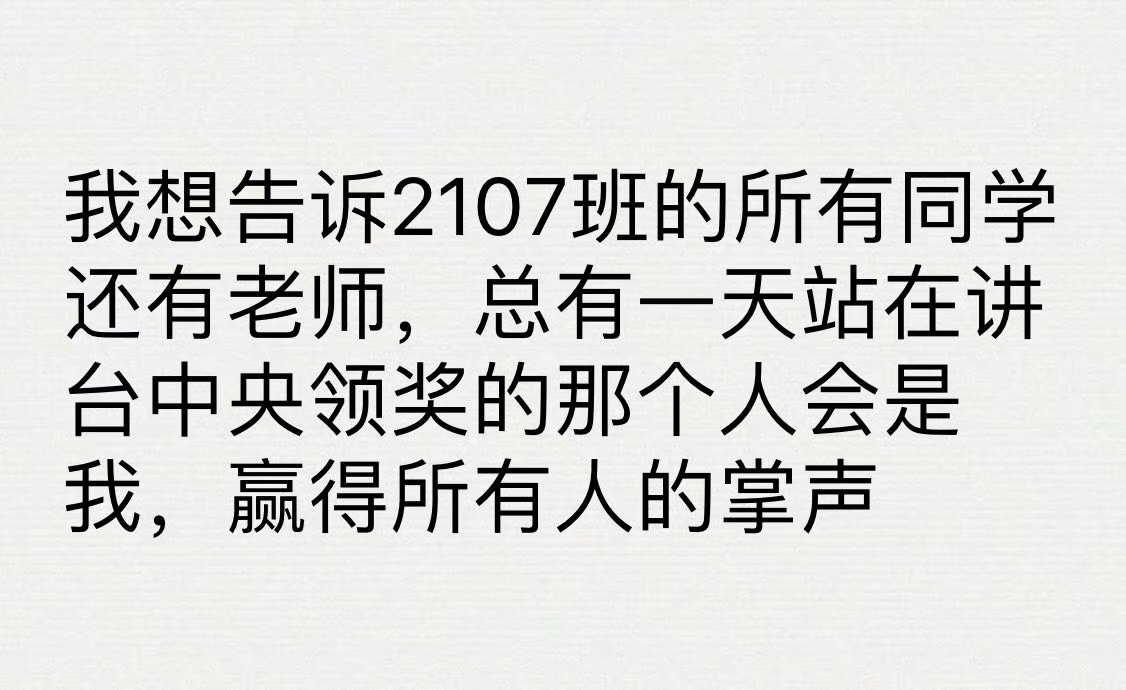 我想告诉2107班的所有同学
还有老师，总有一天站在讲
台中央领奖的那个人会是
我，赢得所有人的掌声